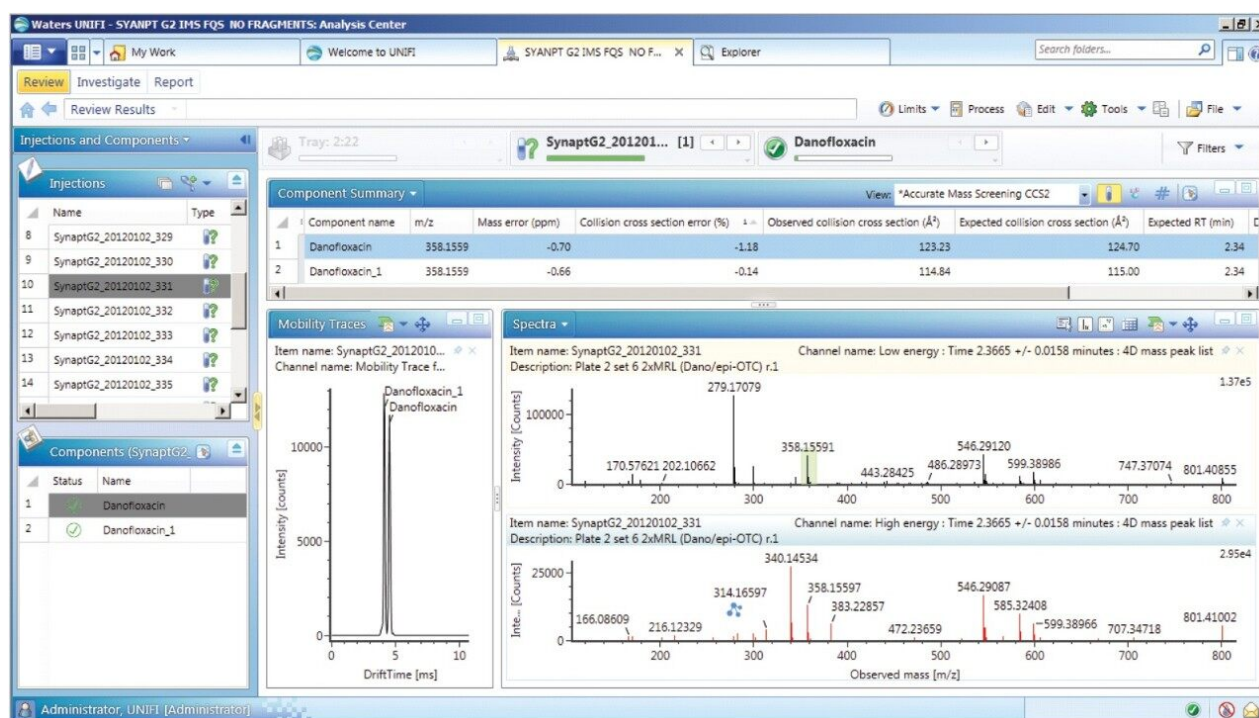 Waters UNIFI - SYANPT G2 IMS FQS NO FRAGMENTS: Analysis Center
My Work
Welcome to UNIFI
SYANPT G2 IMS FQS NO F... X
Explorer
Search folders...
Review Investigate Report
Review Results
Limits Process Edit Tools File
Injections and Components
Tray: 2:22
SynaptG2_201201... [1]
Danofloxacin
Filters
Injections
Name Type
8 SynaptG2_20120102_329
9 SynaptG2_20120102_330
10 SynaptG2_20120102_331
11 SynaptG2_20120102_332
12 SynaptG2_20120102_333
13 SynaptG2_20120102_334
14 SynaptG2_20120102_335
Components (SynaptG2_
Status Name
1 Danofloxacin
2 Danofloxacin_1
Component Summary
View: *Accurate Mass Screening CCS2
Component name m/z Mass error (ppm) Collision cross section error (%) 1 Observed collision cross section (Å²) Expected collision cross section (Å²) Expected RT (min)
1 Danofloxacin 358.1559 -0.70 -1.18 123.23 124.70 2.34
2 Danofloxacin_1 358.1559 -0.66 -0.14 114.84 115.00 2.34
Mobility Traces
Item name: SynaptG2_2012010...
Channel name: Mobility Trace f...
Danofloxacin_1
Danofloxacin
Intensity [counts]
10000
5000
0
0 5 10
DriftTime [ms]
Spectra
Item name: SynaptG2_20120102_331 Channel name: Low energy : Time 2.3665 +/- 0.0158 minutes : 4D mass peak list
Description: Plate 2 set 6 2xMRL (Dano/epi-OTC) r.1
1.37e5
Intensity [Counts]
100000
0
279.17079
358.15591
546.29120
170.57621 202.10662
443.28425
486.28973
599.38986
747.37074
801.40855
200 300 400 500 600 700 800
Item name: SynaptG2_20120102_331 Channel name: High energy : Time 2.3665 +/- 0.0158 minutes : 4D mass peak list
Description: Plate 2 set 6 2xMRL (Dano/epi-OTC) r.1
2.95e4
Inte... [Counts]
25000
0
340.14534
314.16597
358.15597
383.22857
546.29087
585.32408
166.08609
216.12329
472.23659
599.38966
707.34718
801.41002
200 300 400 500 600 700 800
Observed mass [m/z]
Administrator, UNIFI [Administrator]